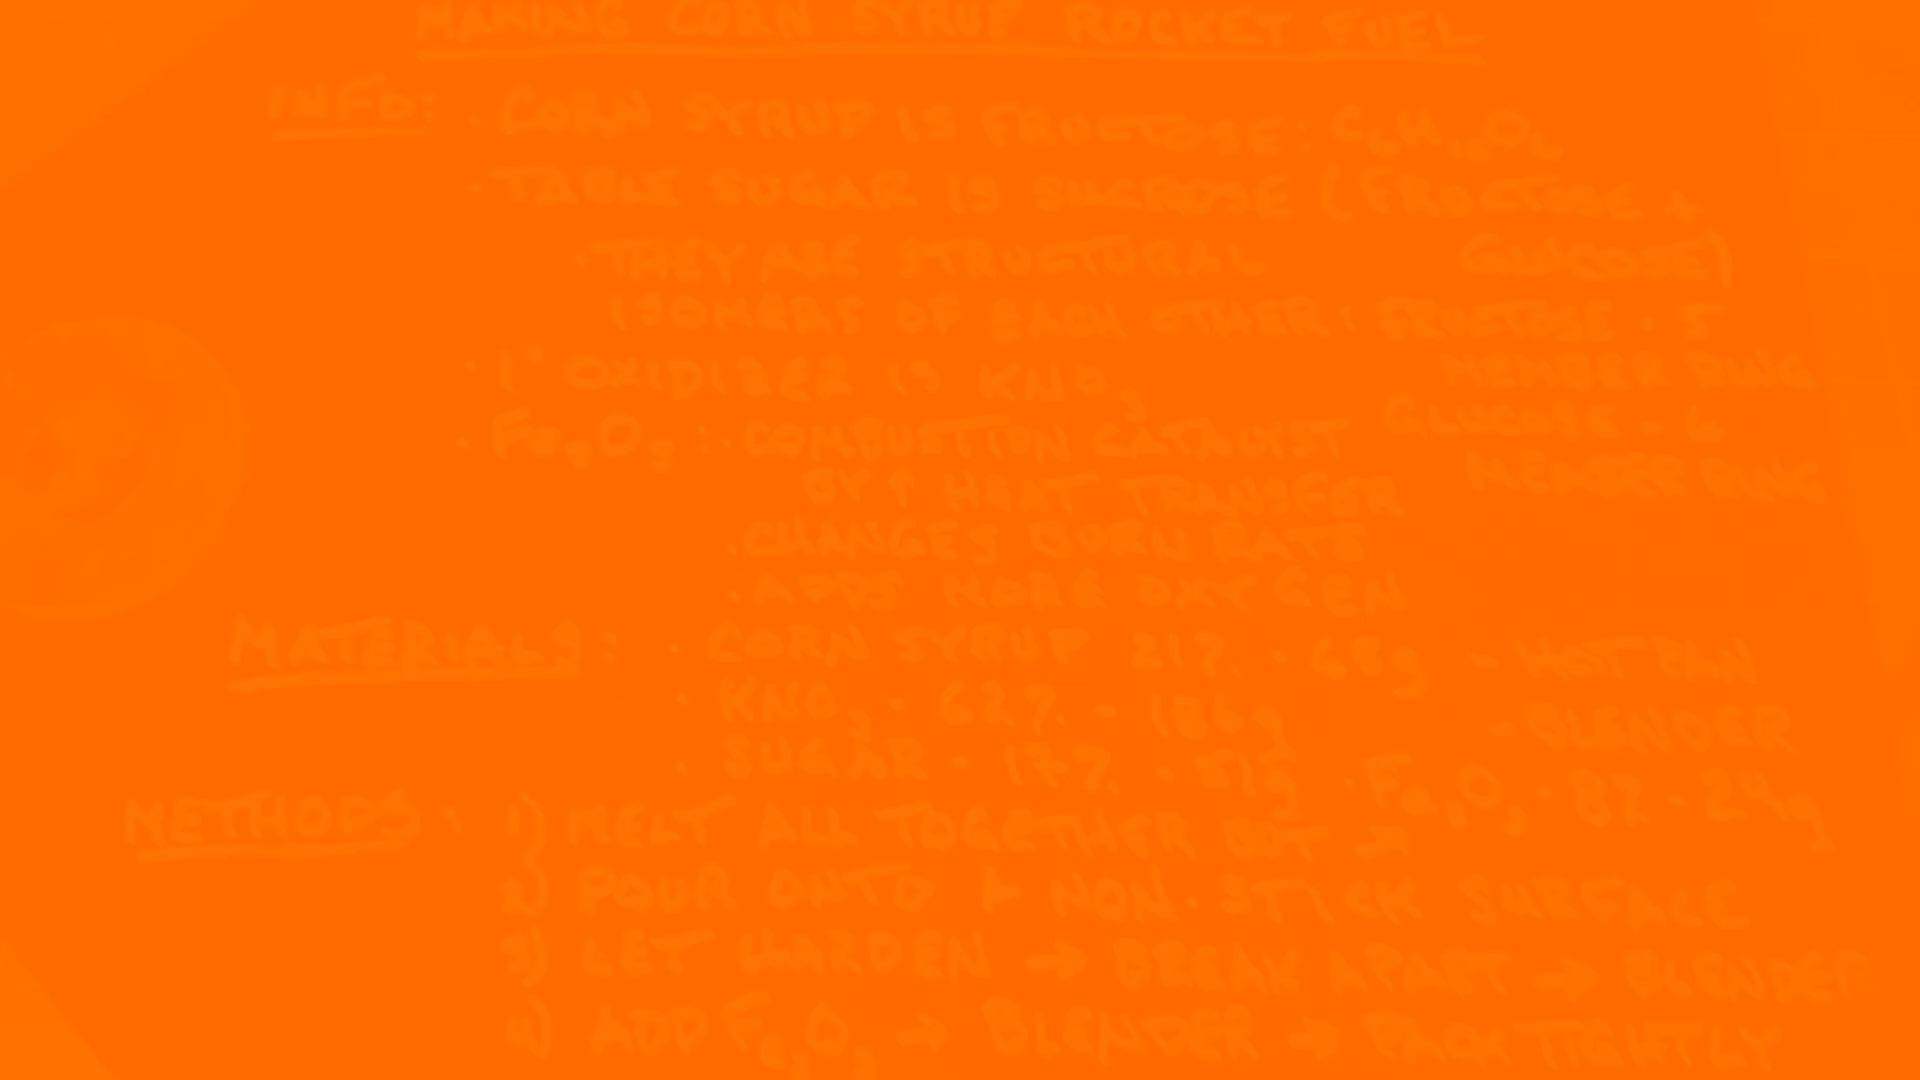 MAKING CORN SYRUP ROCKET FUEL
INFO: · CORN SYRUP IS FRUCTOSE: C₆H₁₂O₆
· TABLE SUGAR IS SUCROSE (FRUCTOSE +
GLUCOSE)
· THEY ARE STRUCTURAL
ISOMERS OF EACH OTHER: FRUCTOSE - 5
MEMBER RING
GLUCOSE - 6
MEMBER RING
· 1° OXIDIZER IS KNO₃
· Fe₂O₃: · COMBUSTION CATALYST
BY ↑ HEAT TRANSFER
· CHANGES BURN RATE
· ADDS MORE OXYGEN
MATERIALS: · CORN SYRUP 21% - 68g - HOT PAN
· KNO₃ - 62% - 186g - BLENDER
· SUGAR - 17% - 51g · Fe₂O₃ - 8% - 24g
METHODS: 1) MELT ALL TOGETHER BUT
2) POUR ONTO A NON-STICK SURFACE
3) LET HARDEN → BREAK APART → BLENDER
4) ADD Fe₂O₃ → BLENDER → PACK TIGHTLY